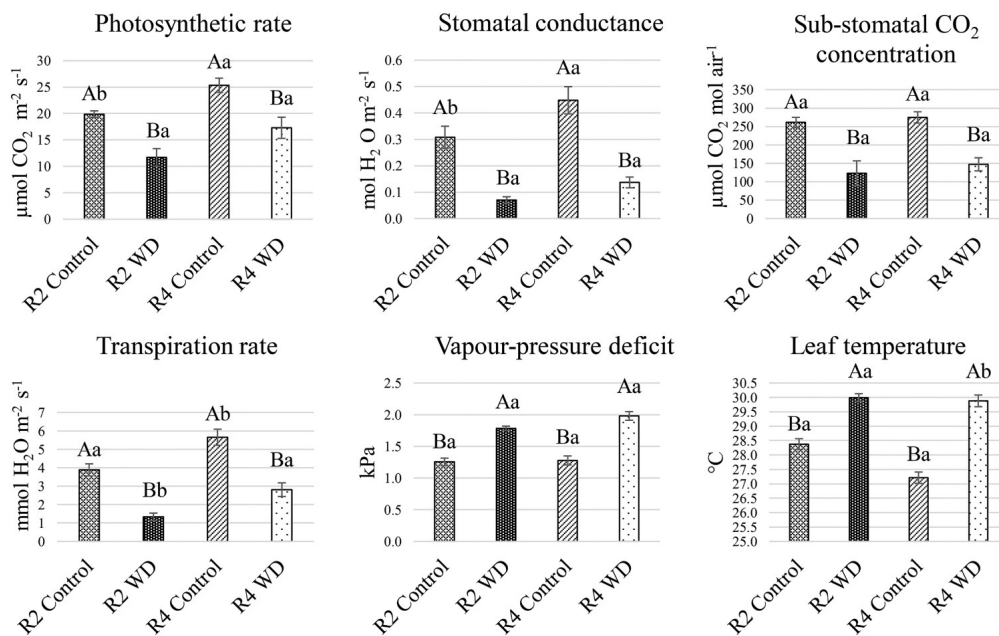 Photosynthetic rate
µmol CO₂ m⁻² s⁻¹
30
25
20
15
10
5
0
Ab
Ba
Aa
Ba
R2 Control
R2 WD
R4 Control
R4 WD
Stomatal conductance
mol H₂ O m⁻² s⁻¹
0.6
0.5
0.4
0.3
0.2
0.1
0.0
Ab
Ba
Aa
Ba
R2 Control
R2 WD
R4 Control
R4 WD
Sub-stomatal CO₂
concentration
µmol CO₂ mol air⁻¹
350
300
250
200
150
100
50
0
Aa
Ba
Aa
Ba
R2 Control
R2 WD
R4 Control
R4 WD
Transpiration rate
mmol H₂O m⁻² s⁻¹
7
6
5
4
3
2
1
0
Aa
Bb
Ab
Ba
R2 Control
R2 WD
R4 Control
R4 WD
Vapour-pressure deficit
kPa
2.5
2.0
1.5
1.0
0.5
0.0
Ba
Aa
Ba
Aa
R2 Control
R2 WD
R4 Control
R4 WD
Leaf temperature
°C
30.5
30.0
29.5
29.0
28.5
28.0
27.5
27.0
26.5
26.0
25.5
25.0
Ba
Aa
Ba
Ab
R2 Control
R2 WD
R4 Control
R4 WD